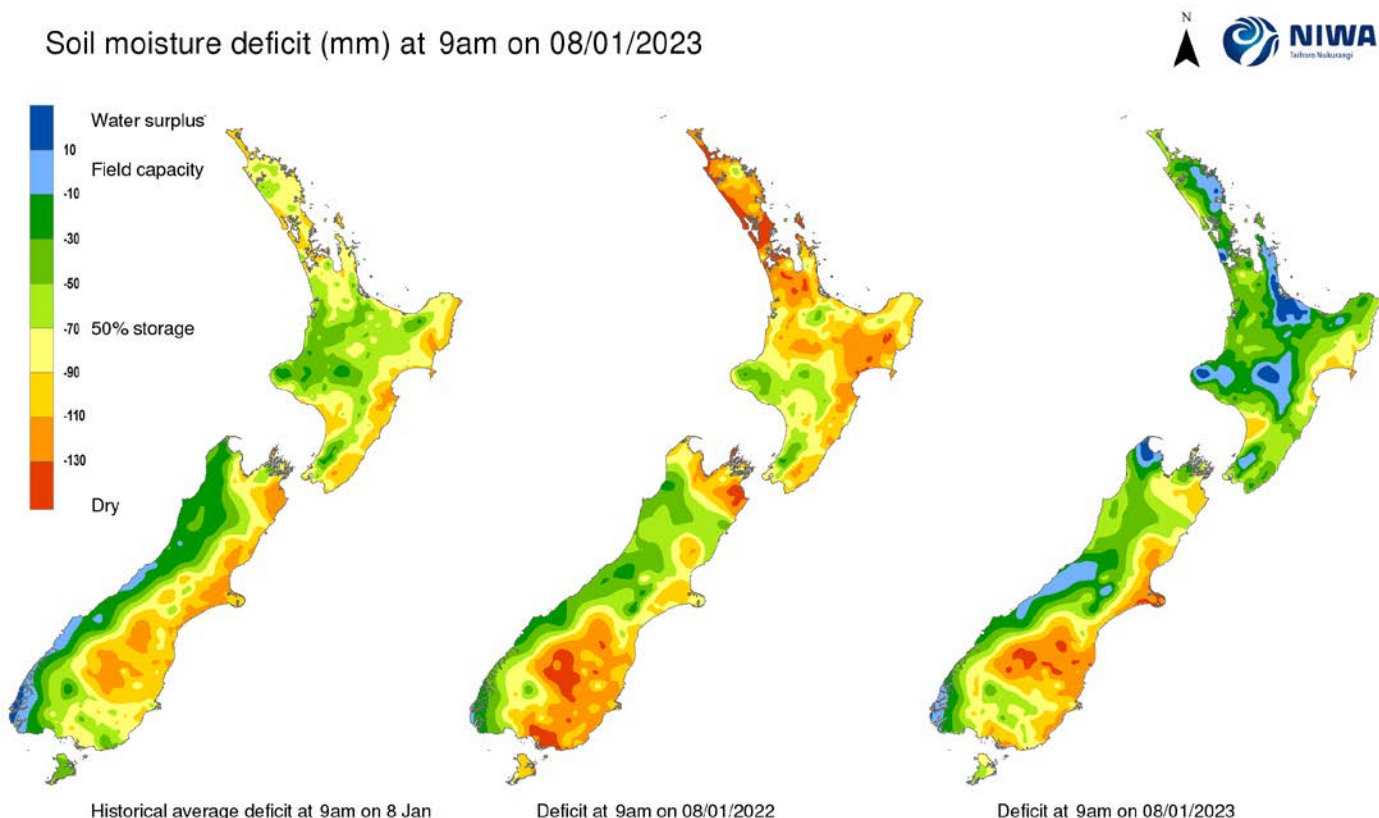 Soil moisture deficit (mm) at 9am on 08/01/2023
N
NIWA
Taihoro Nukurangi
Water surplus
10
Field capacity
-10
-30
-50
-70
50% storage
-90
-110
-130
Dry
Historical average deficit at 9am on 8 Jan
Deficit at 9am on 08/01/2022
Deficit at 9am on 08/01/2023